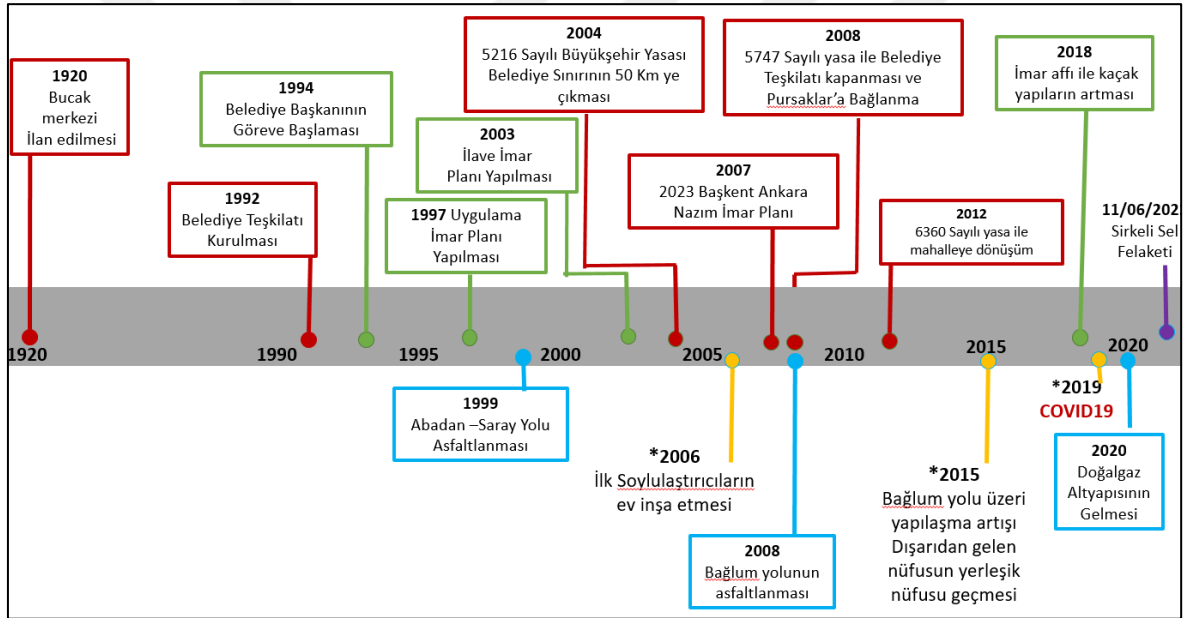 1920
Bucak
merkezi
İlan edilmesi
1994
Belediye Başkanının
Göreve Başlaması
1992
Belediye Teşkilatı
Kurulması
2003
İlave İmar
Planı Yapılması
1997 Uygulama
İmar Planı
Yapılması
2004
5216 Sayılı Büyükşehir Yasası
Belediye Sınırının 50 Km ye
çıkması
2008
5747 Sayılı yasa ile Belediye
Teşkilatı kapanması ve
Pursaklar’a Bağlanma
2007
2023 Başkent Ankara
Nazım İmar Planı
2018
İmar affı ile kaçak
yapıların artması
2012
6360 Sayılı yasa ile
mahalleye dönüşüm
11/06/202
Sirkeli Sel
Felaketi
1920 1990 1995 2000 2005 2010 2015 2020
1999
Abadan –Saray Yolu
Asfaltlanması
*2006
İlk Soylulaştırıcıların
ev inşa etmesi
2008
Bağlum yolunun
asfaltlanması
*2015
Bağlum yolu üzeri
yapılaşma artışı
Dışarıdan gelen
nüfusun yerleşik
nüfusu geçmesi
*2019
COVID19
2020
Doğalgaz
Altyapısının
Gelmesi